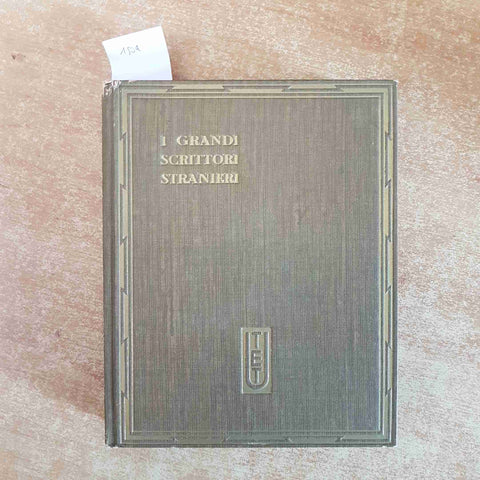 I GRANDI
SCRITTORI
STRANIERI
UTET